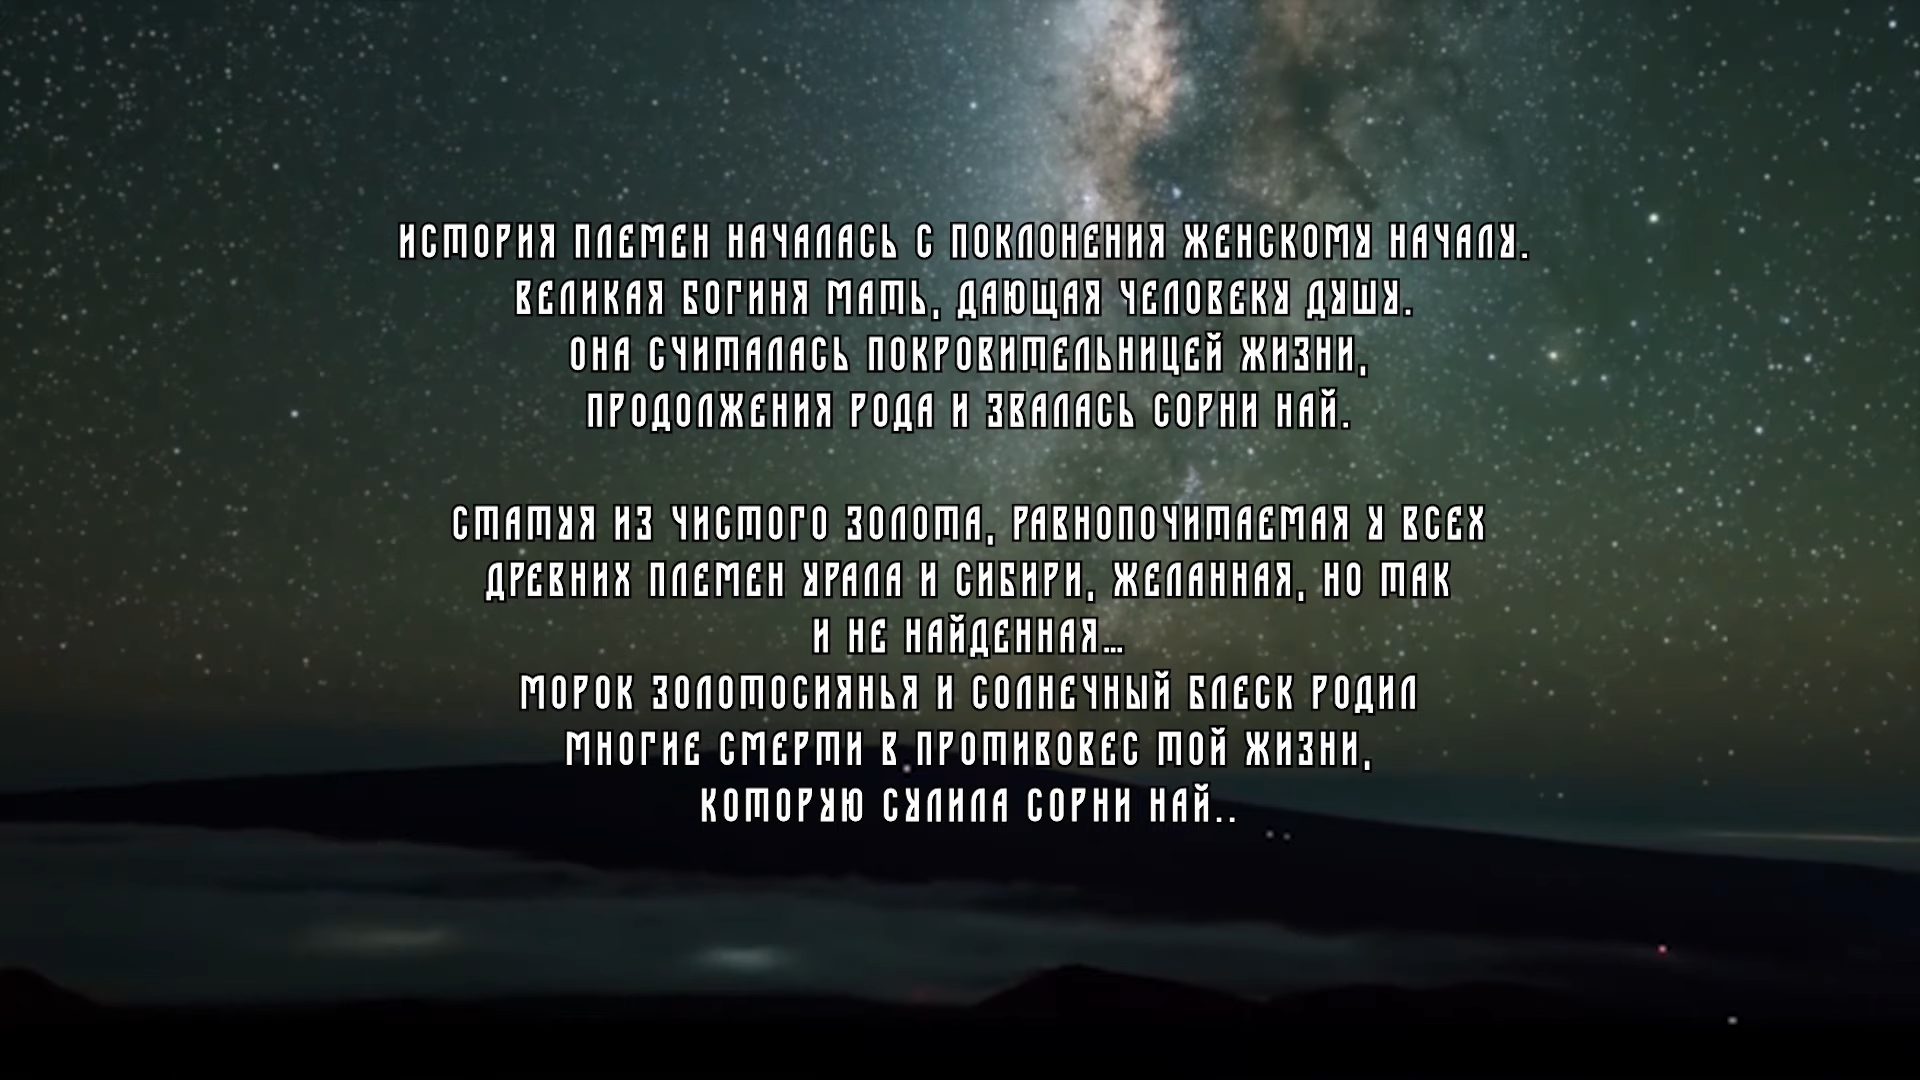 ИСТОРИЯ ПЛЕМЕН НАЧАЛАСЬ С ПОКЛОНЕНИЯ ЖЕНСКОМУ НАЧАЛУ.
ВЕЛИКАЯ БОГИНЯ МАТЬ, ДАЮЩАЯ ЧЕЛОВЕКУ ДУШУ.
ОНА СЧИТАЛАСЬ ПОКРОВИТЕЛЬНИЦЕЙ ЖИЗНИ,
ПРОДОЛЖЕНИЯ РОДА И ЗВАЛАСЬ СОРНИ НАЙ.
СТАТУЯ ИЗ ЧИСТОГО ЗОЛОТА, РАВНОПОЧИТАЕМАЯ У ВСЕХ
ДРЕВНИХ ПЛЕМЕН УРАЛА И СИБИРИ, ЖЕЛАННАЯ, НО ТАК
И НЕ НАЙДЕННАЯ...
МОРОК ЗОЛОТОСИЯНЬЯ И СОЛНЕЧНЫЙ БЛЕСК РОДИЛ
МНОГИЕ СМЕРТИ В ПРОТИВОВЕС ТОЙ ЖИЗНИ,
КОТОРУЮ СУЛИЛА СОРНИ НАЙ..